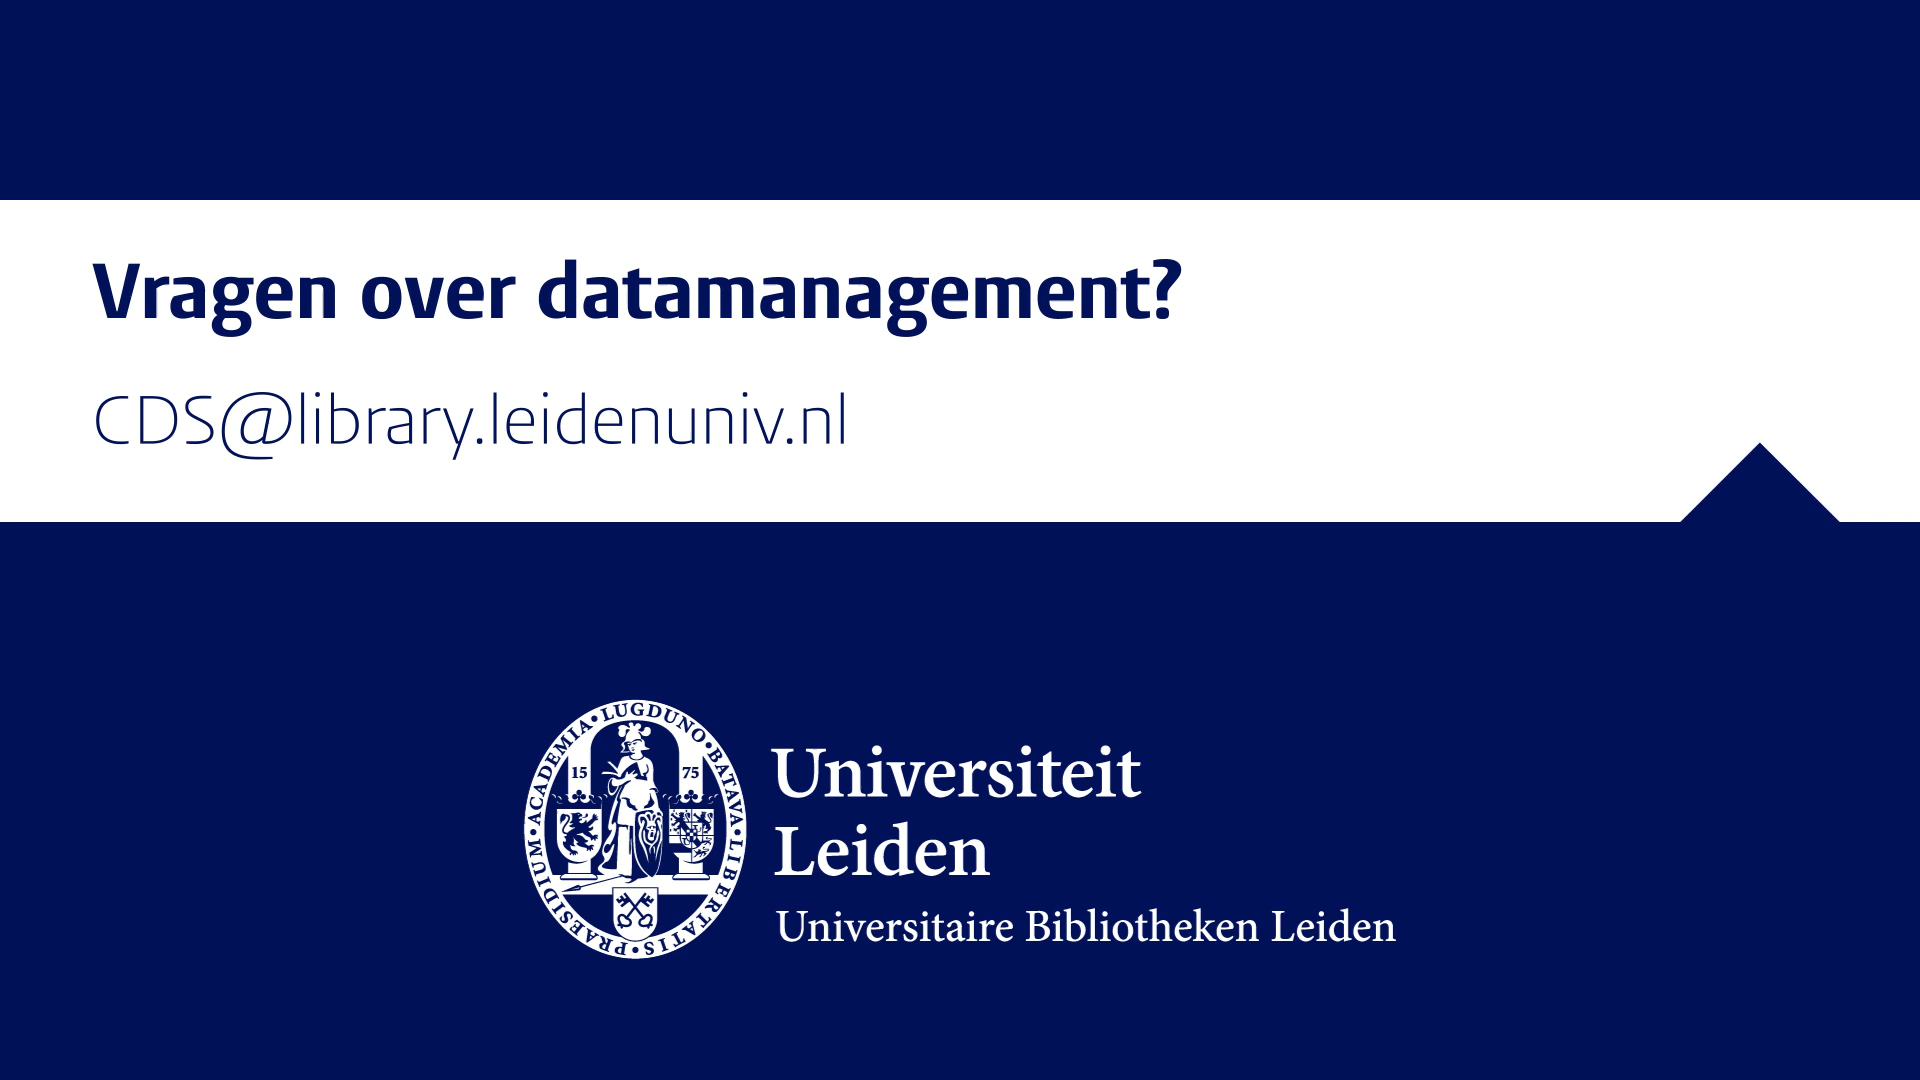 Vragen over datamanagement?
CDS@library.leidenuniv.nl
ACADEMIA • LUGDUNO • BATAVA • LIBERTATIS • PRAESIDIUM •
15 75
Universiteit
Leiden
Universitaire Bibliotheken Leiden